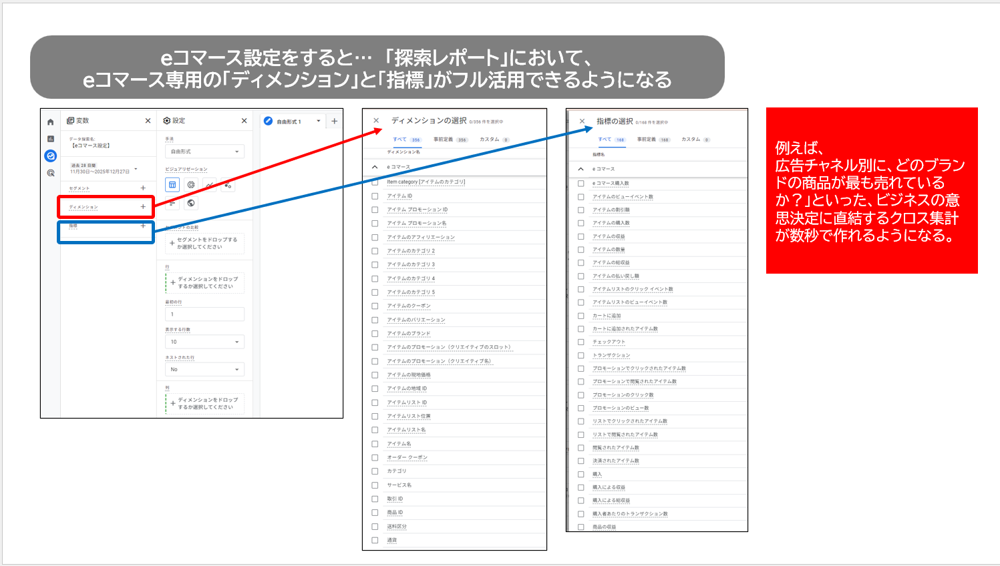 eコマース設定をすると… 「探索レポート」において、
eコマース専用の「ディメンション」と「指標」がフル活用できるようになる
変数
データ探索名:
【eコマース設定】
過去 28 日間
11月30日～2025年12月27日
セグメント
ディメンション
指標
設定
手法
自由形式
ビジュアリゼーション
の比較
セグメントをドロップする
か選択してください
行
ディメンションをドロップ
するか選択してください
最初の行
1
表示する行数
10
ネストされた行
No
列
ディメンションをドロップ
するか選択してください
自由形式 1
ディメンションの選択 0/356 件を選択中
すべて 356 事前定義 356 カスタム 0
ディメンション名
e コマース
Item category [アイテムのカテゴリ]
アイテム ID
アイテム プロモーション ID
アイテム プロモーション名
アイテムのアフィリエーション
アイテムのカテゴリ 2
アイテムのカテゴリ 3
アイテムのカテゴリ 4
アイテムのカテゴリ 5
アイテムのクーポン
アイテムのバリエーション
アイテムのブランド
アイテムのプロモーション（クリエイティブのスロット）
アイテムのプロモーション（クリエイティブ名）
アイテムの現地価格
アイテムの地域 ID
アイテムリスト ID
アイテムリスト位置
アイテムリスト名
アイテム名
オーダー クーポン
カテゴリ
サービス名
取引 ID
商品 ID
送料区分
通貨
指標の選択 0/168 件を選択中
すべて 168 事前定義 168 カスタム 0
指標名
e コマース
e コマース購入数
アイテムのビューイベント数
アイテムの割引額
アイテムの購入数
アイテムの収益
アイテムの数量
アイテムの総収益
アイテムの払い戻し額
アイテムリストのクリック イベント数
アイテムリストのビューイベント数
カートに追加
カートに追加されたアイテム数
チェックアウト
トランザクション
プロモーションでクリックされたアイテム数
プロモーションで閲覧されたアイテム数
プロモーションのクリック数
プロモーションのビュー数
リストでクリックされたアイテム数
リストで閲覧されたアイテム数
閲覧されたアイテム数
決済されたアイテム数
購入
購入による収益
購入による総収益
購入者あたりのトランザクション数
商品の収益
例えば、
広告チャネル別に、どのブラン
ドの商品が最も売れている
か？」といった、ビジネスの意
思決定に直結するクロス集計
が数秒で作れるようになる。